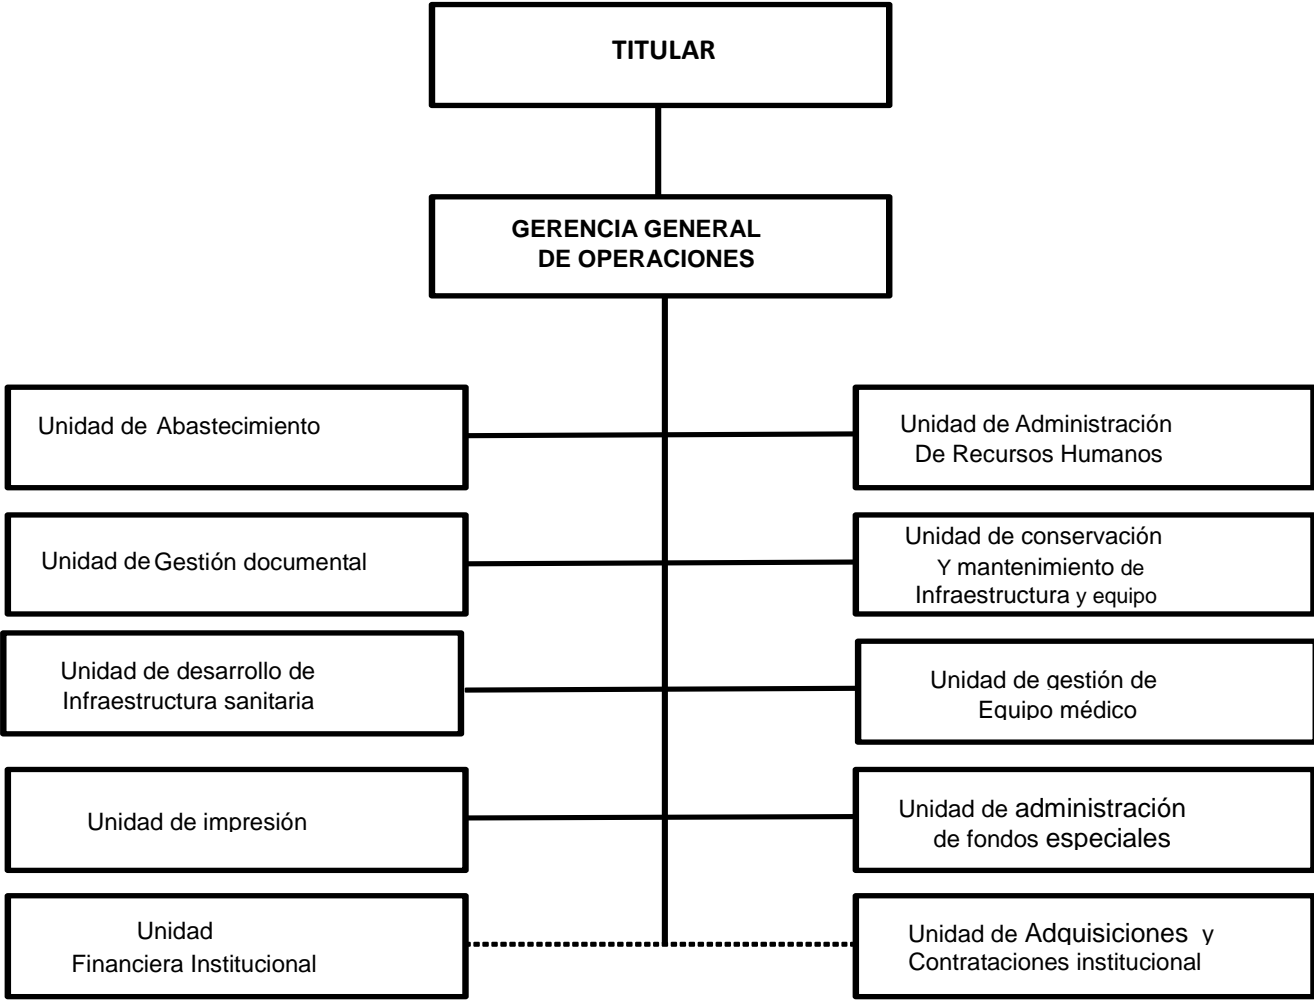 TITULAR
GERENCIA GENERAL
DE OPERACIONES
Unidad de Abastecimiento
Unidad de Administración
De Recursos Humanos
Unidad de Gestión documental
Unidad de conservación
Y mantenimiento de
Infraestructura y equipo
Unidad de desarrollo de
Infraestructura sanitaria
Unidad de gestión de
Equipo médico
Unidad de impresión
Unidad de administración
de fondos especiales
Unidad
Financiera Institucional
Unidad de Adquisiciones y
Contrataciones institucional